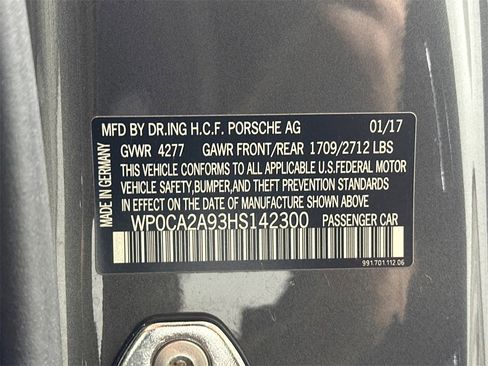 MFD BY DR.ING H.C.F. PORSCHE AG 01/17
GVWR 4277 GAWR FRONT/REAR 1709/2712 LBS
THIS VEHICLE CONFORMS TO ALL APPLICABLE U.S.FEDERAL MOTOR
VEHICLE SAFETY,BUMPER,AND THEFT PREVENTION STANDARDS
IN EFFECT ON THE DATE OF MANUFACTURE SHOWN ABOVE
WP0CA2A93HS142300 PASSENGER CAR
991.701.112.06
MADE IN GERMANY